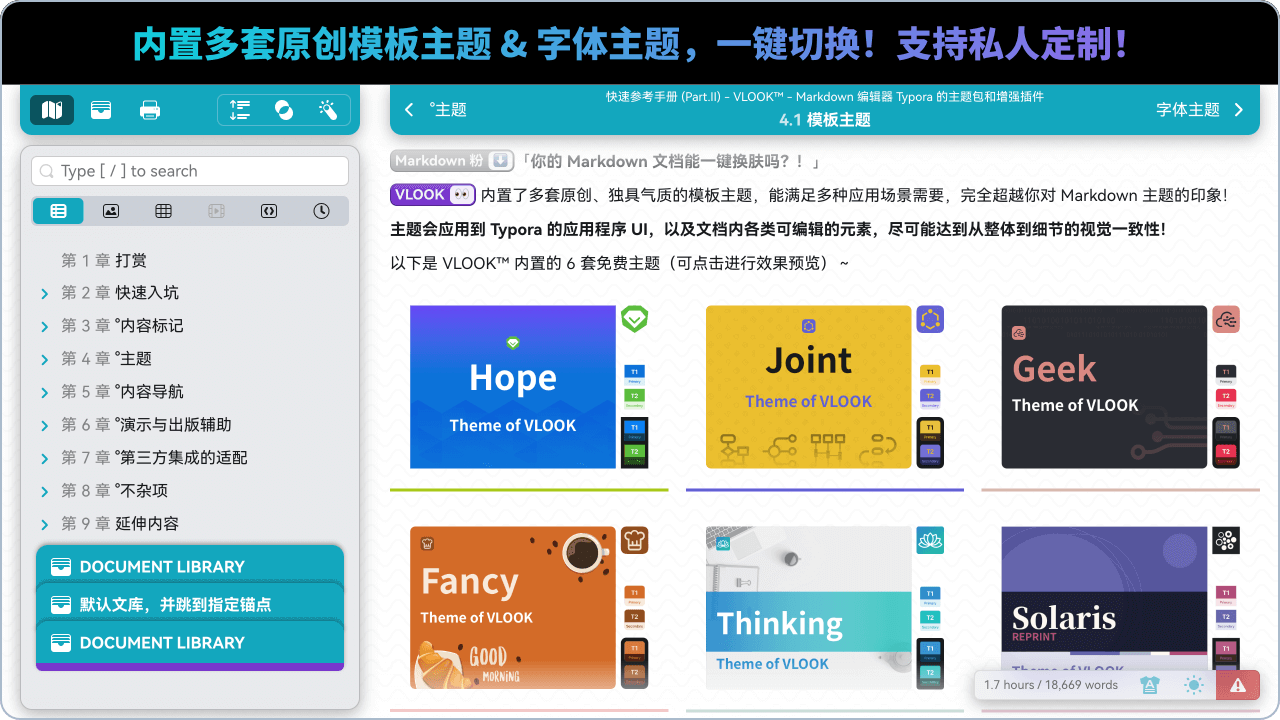 内置多套原创模板主题 & 字体主题，一键切换！支持私人定制！
°主题
快速参考手册 (Part.II) – VLOOK™ – Markdown 编辑器 Typora 的主题包和增强插件
4.1 模板主题
字体主题
Type [ / ] to search
第 1 章 打赏
第 2 章 快速入坑
第 3 章 °内容标记
第 4 章 °主题
第 5 章 °内容导航
第 6 章 °演示与出版辅助
第 7 章 °第三方集成的适配
第 8 章 °不杂项
第 9 章 延伸内容
DOCUMENT LIBRARY
默认文库，并跳到指定锚点
DOCUMENT LIBRARY
Markdown 粉 「你的 Markdown 文档能一键换肤吗？！」
VLOOK 内置了多套原创、独具气质的模板主题，能满足多种应用场景需要，完全超越你对 Markdown 主题的印象！
主题会应用到 Typora 的应用程序 UI，以及文档内各类可编辑的元素，尽可能达到从整体到细节的视觉一致性！
以下是 VLOOK™ 内置的 6 套免费主题（可点击进行效果预览） ~
Hope
Theme of VLOOK
T1
Primary
T2
Secondary
T1
T2
Joint
Theme of VLOOK
T1
Primary
T2
Secondary
T1
T2
Geek
Theme of VLOOK
T1
Primary
T2
Secondary
T1
T2
Fancy
Theme of VLOOK
GOOD
MORNING
T1
Primary
T2
Secondary
T1
T2
Thinking
Theme of VLOOK
T1
Primary
T2
Secondary
T1
T2
Solaris
REPRINT
Theme of VLOOK
T1
Primary
T2
Secondary
T1
1.7 hours / 18,669 words